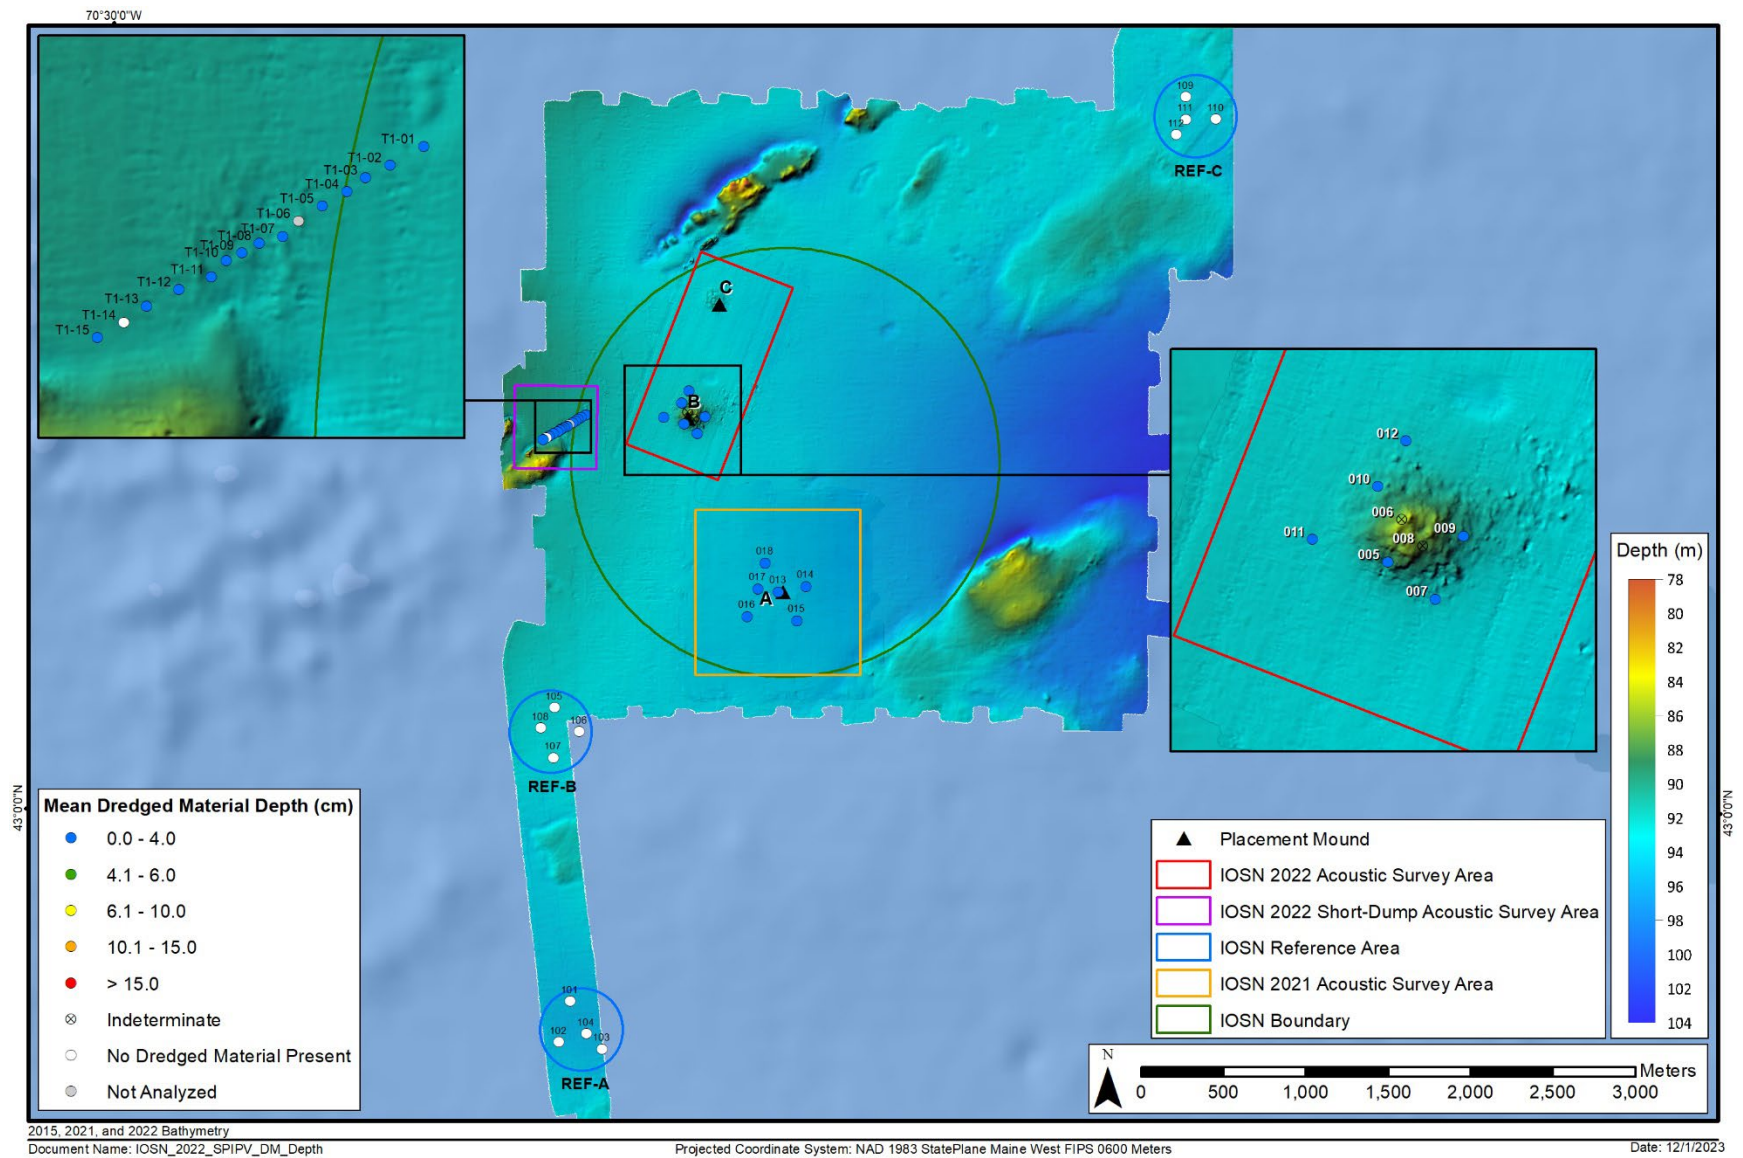 70°30'0"W
T1-01
T1-02
T1-03
T1-04
T1-05
T1-06
T1-07
T1-08
T1-09
T1-10
T1-11
T1-12
T1-13
T1-14
T1-15
109
111
110
112
REF-C
C
B
012
010
006
009
011
008
005
007
018
017
013
014
A
016
015
105
108
106
107
REF-B
101
104
102
103
REF-A
43°0'0"N
43°0'0"N
Depth (m)
78
80
82
84
86
88
90
92
94
96
98
100
102
104
Mean Dredged Material Depth (cm)
0.0 - 4.0
4.1 - 6.0
6.1 - 10.0
10.1 - 15.0
> 15.0
Indeterminate
No Dredged Material Present
Not Analyzed
Placement Mound
IOSN 2022 Acoustic Survey Area
IOSN 2022 Short-Dump Acoustic Survey Area
IOSN Reference Area
IOSN 2021 Acoustic Survey Area
IOSN Boundary
N
Meters
0 500 1,000 1,500 2,000 2,500 3,000
2015, 2021, and 2022 Bathymetry
Document Name: IOSN_2022_SPIPV_DM_Depth
Projected Coordinate System: NAD 1983 StatePlane Maine West FIPS 0600 Meters
Date: 12/1/2023